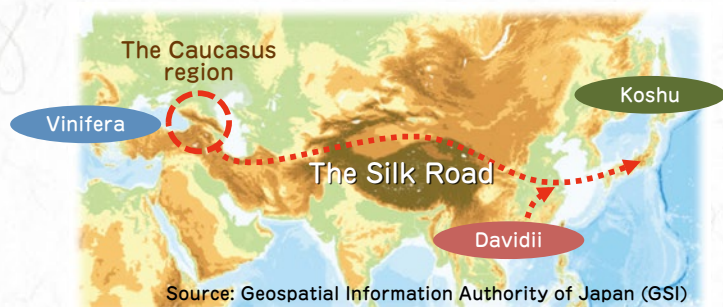 The Caucasus
region
Vinifera
Koshu
The Silk Road
Davidii
Source: Geospatial Information Authority of Japan (GSI)